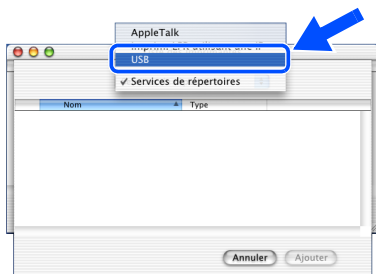 AppleTalk
USB
✓ Services de répertoires
Nom Type
Annuler Ajouter